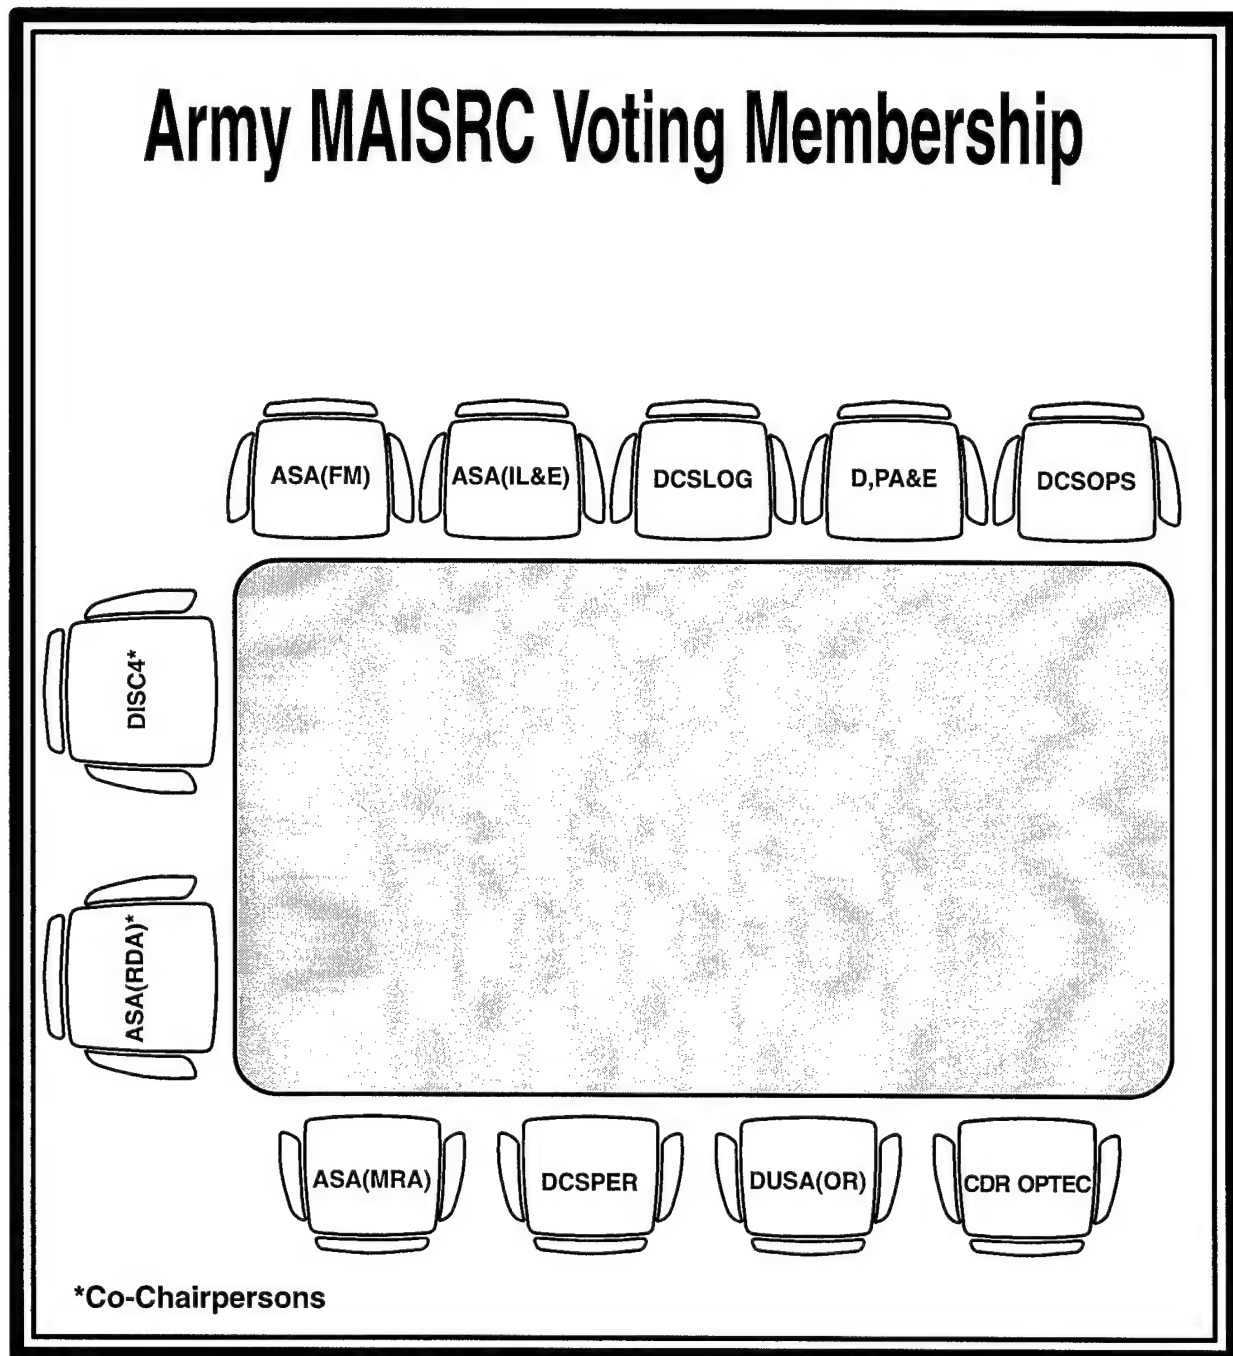 Army MAISRC Voting Membership
ASA(FM)
ASA(IL&E)
DCSLOG
D,PA&E
DCSOPS
DISC4*
ASA(RDA)*
ASA(MRA)
DCSPER
DUSA(OR)
CDR OPTEC
*Co-Chairpersons